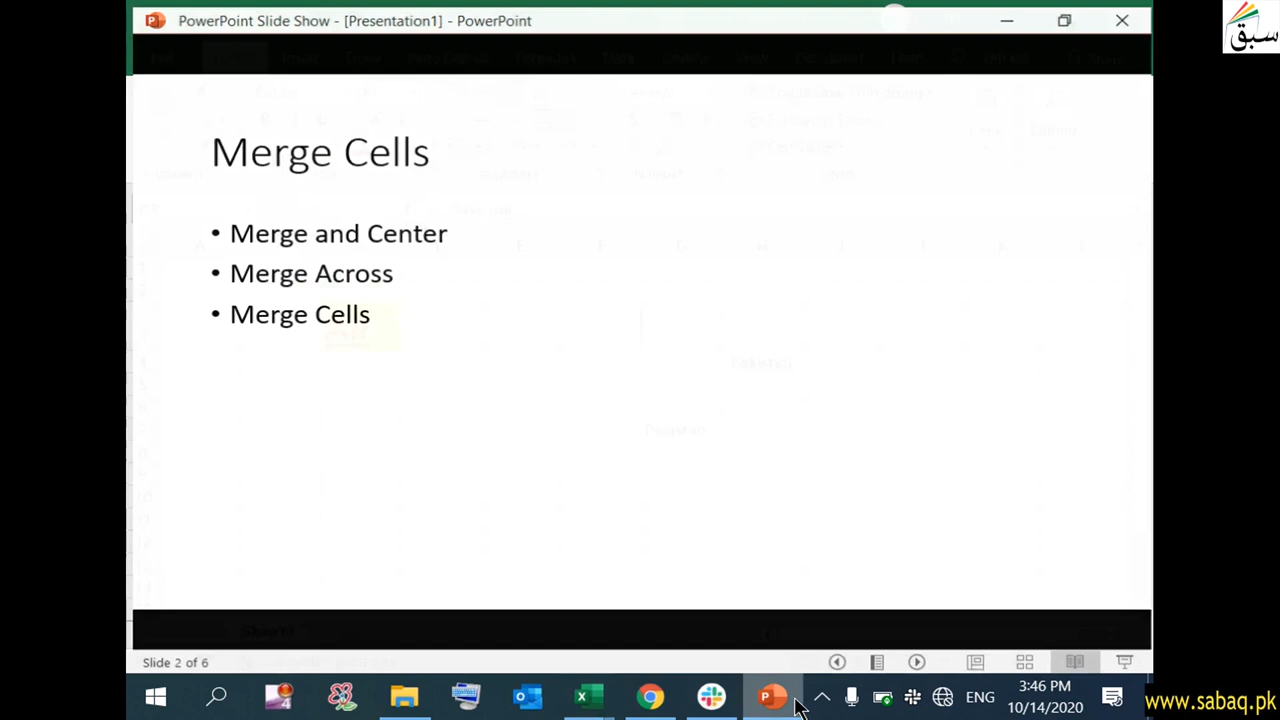 PowerPoint Slide Show - [Presentation1] - PowerPoint
سبق
Merge Cells
• Merge and Center
• Merge Across
• Merge Cells
Slide 2 of 6
ENG
3:46 PM
10/14/2020
www.sabaq.pk